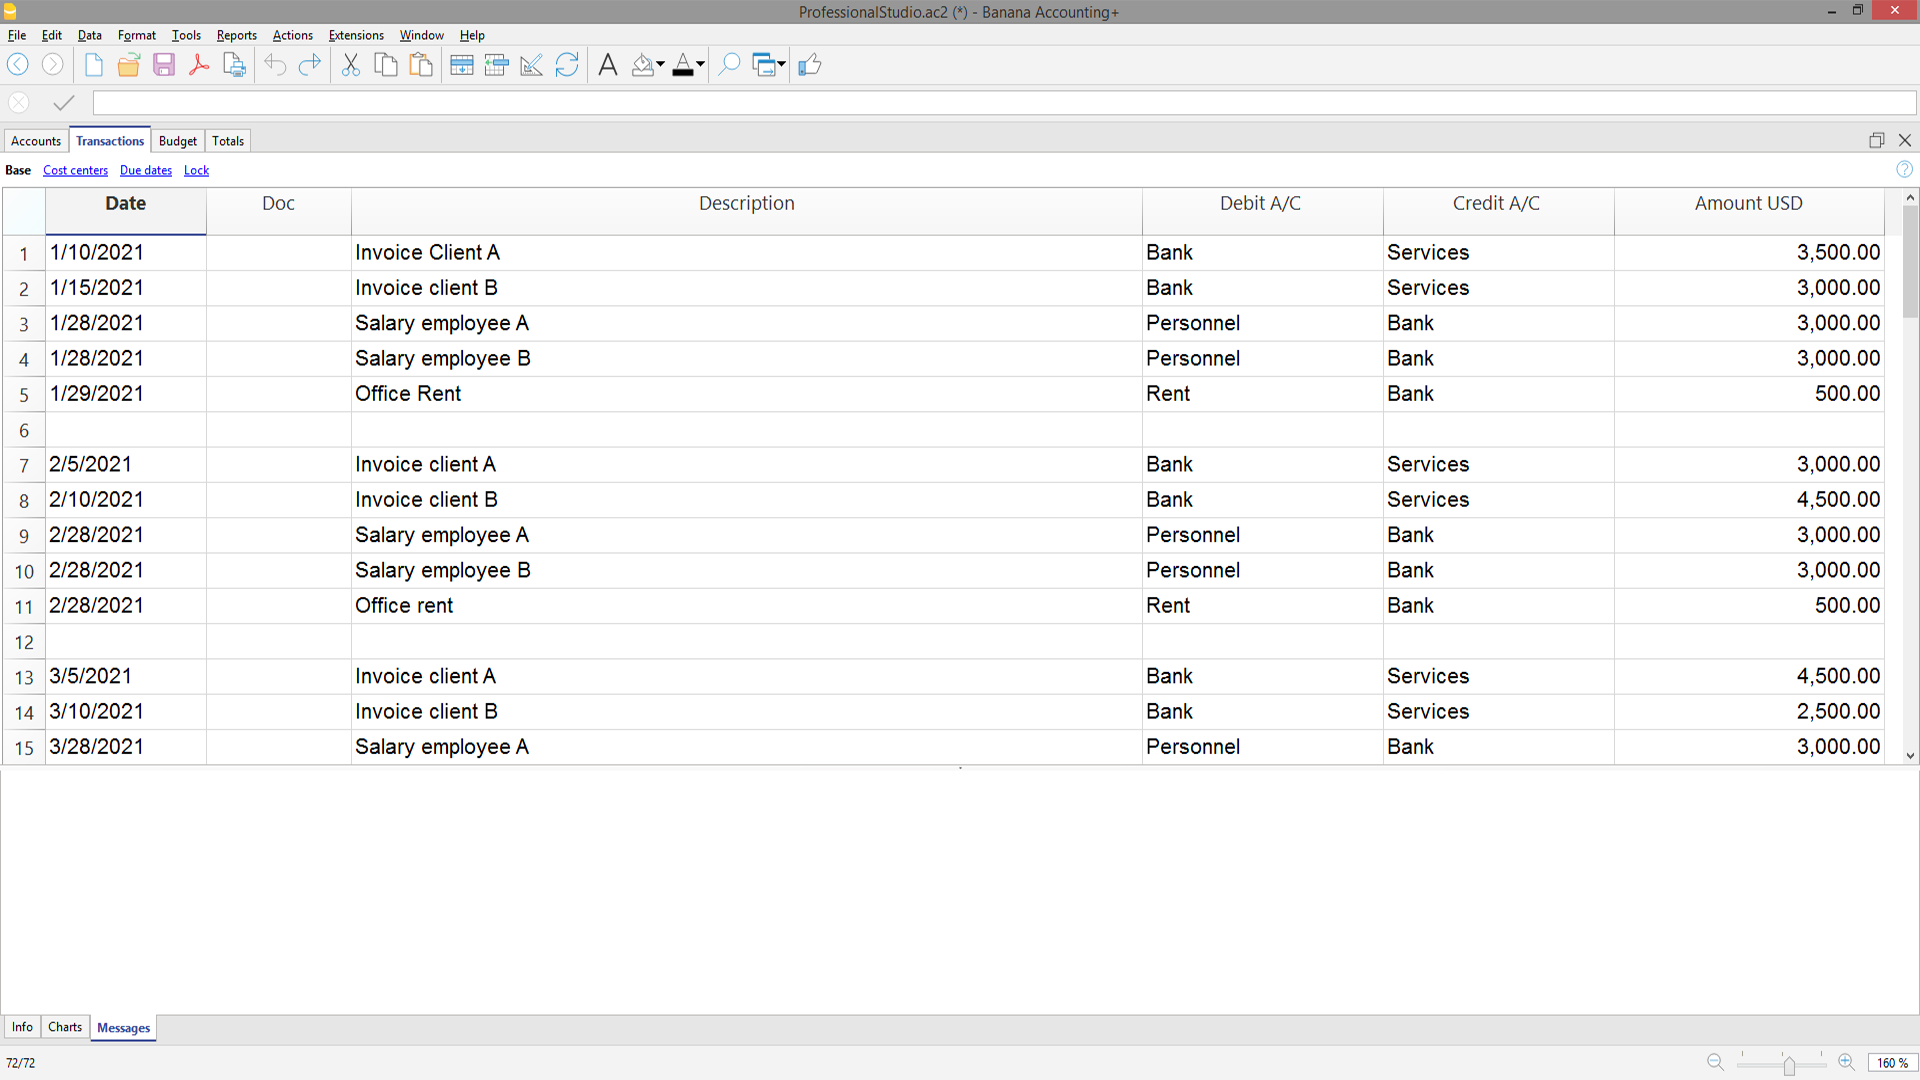 ProfessionalStudio.ac2 (*) - Banana Accounting+
File Edit Data Format Tools Reports Actions Extensions Window Help
Accounts Transactions Budget Totals
Base Cost centers Due dates Lock
Date Doc Description Debit A/C Credit A/C Amount USD
1 1/10/2021 Invoice Client A Bank Services 3,500.00
2 1/15/2021 Invoice client B Bank Services 3,000.00
3 1/28/2021 Salary employee A Personnel Bank 3,000.00
4 1/28/2021 Salary employee B Personnel Bank 3,000.00
5 1/29/2021 Office Rent Rent Bank 500.00
6
7 2/5/2021 Invoice client A Bank Services 3,000.00
8 2/10/2021 Invoice client B Bank Services 4,500.00
9 2/28/2021 Salary employee A Personnel Bank 3,000.00
10 2/28/2021 Salary employee B Personnel Bank 3,000.00
11 2/28/2021 Office rent Rent Bank 500.00
12
13 3/5/2021 Invoice client A Bank Services 4,500.00
14 3/10/2021 Invoice client B Bank Services 2,500.00
15 3/28/2021 Salary employee A Personnel Bank 3,000.00
Info Charts Messages
72/72 160 %